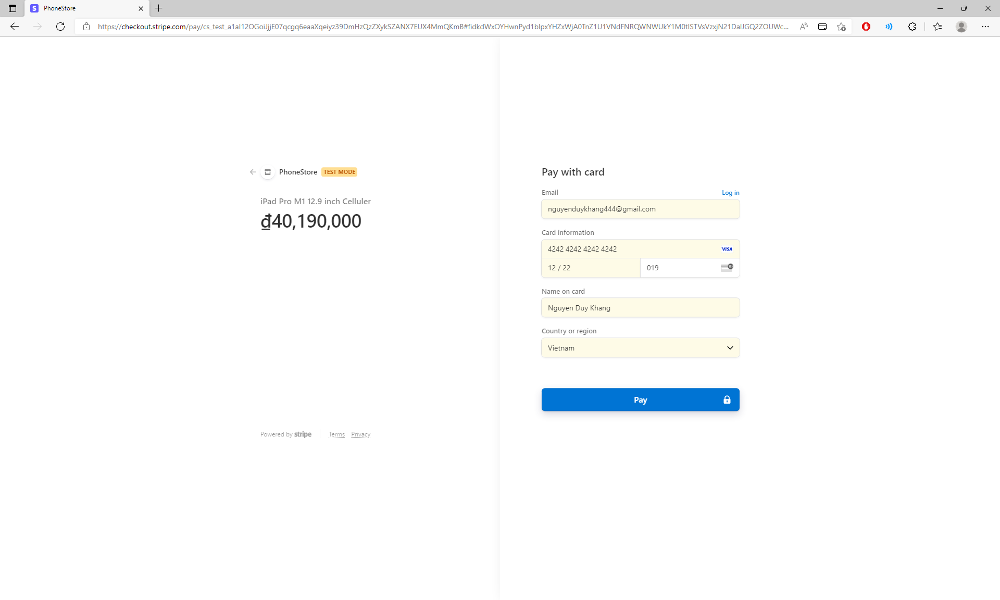 PhoneStore
https://checkout.stripe.com/pay/
PhoneStore TEST MODE
iPad Pro M1 12.9 inch Celluler
₫40,190,000
Powered by stripe Terms Privacy
Pay with card
Email Log in
nguyenduykhang444@gmail.com
Card information
4242 4242 4242 4242 VISA
12 / 22 019
Name on card
Nguyen Duy Khang
Country or region
Vietnam
Pay